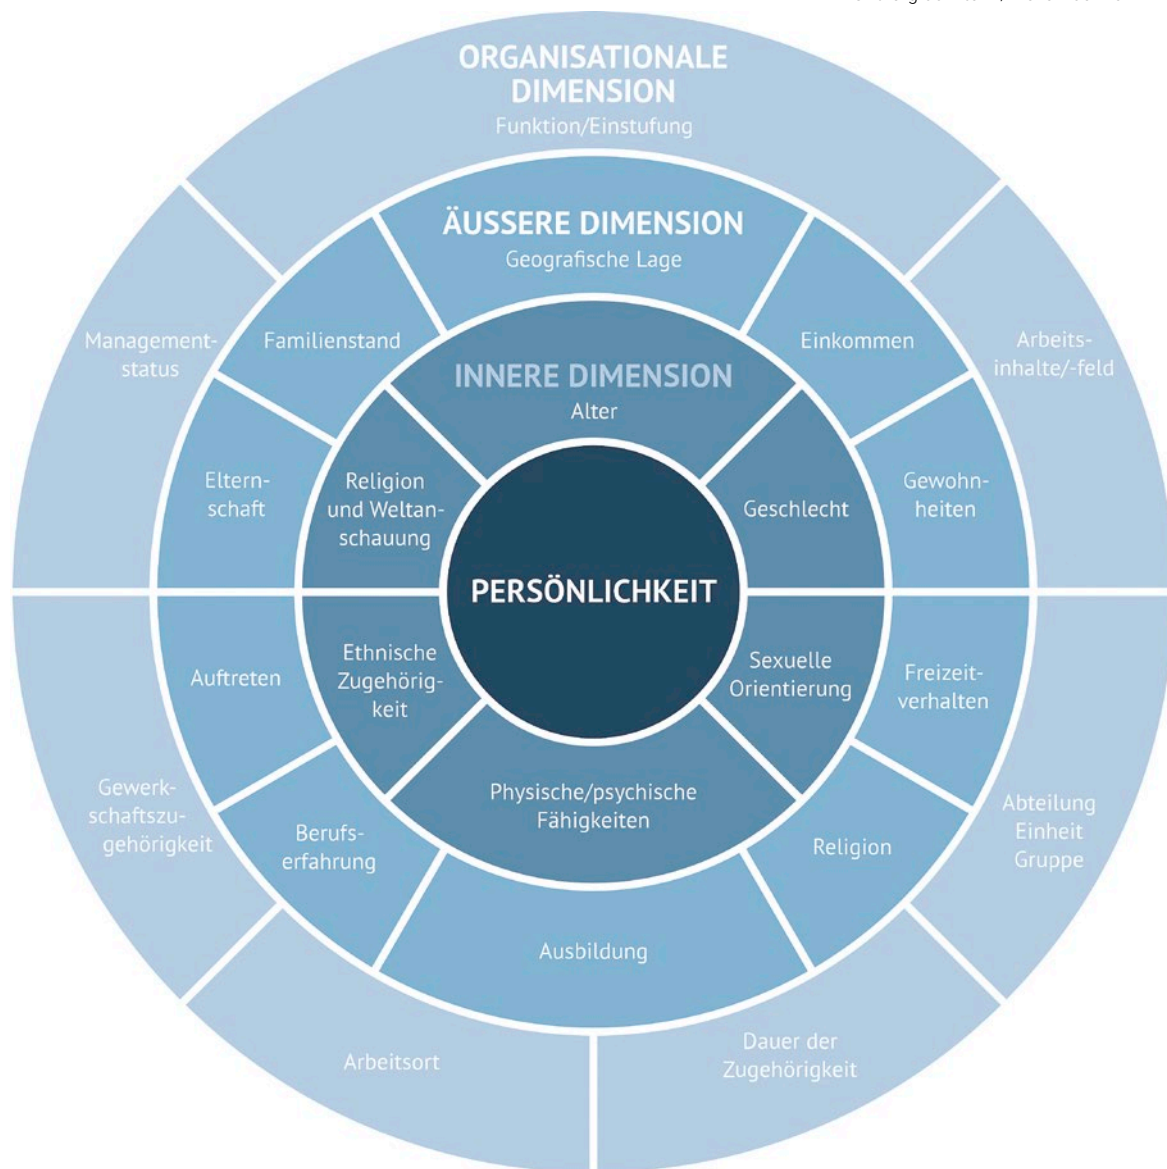 ORGANISATIONALE
DIMENSION
Funktion/Einstufung
ÄUSSERE DIMENSION
Geografische Lage
Familienstand
Einkommen
Management-
status
Arbeits-
inhalte/-feld
INNERE DIMENSION
Alter
Eltern-
schaft
Religion
und Weltan-
schauung
Geschlecht
Gewohn-
heiten
PERSÖNLICHKEIT
Auftreten
Ethnische
Zugehörig-
keit
Sexuelle
Orientierung
Freizeit-
verhalten
Gewerk-
schaftszu-
gehörigkeit
Physische/psychische
Fähigkeiten
Abteilung
Einheit
Gruppe
Berufs-
erfahrung
Religion
Ausbildung
Arbeitsort
Dauer der
Zugehörigkeit